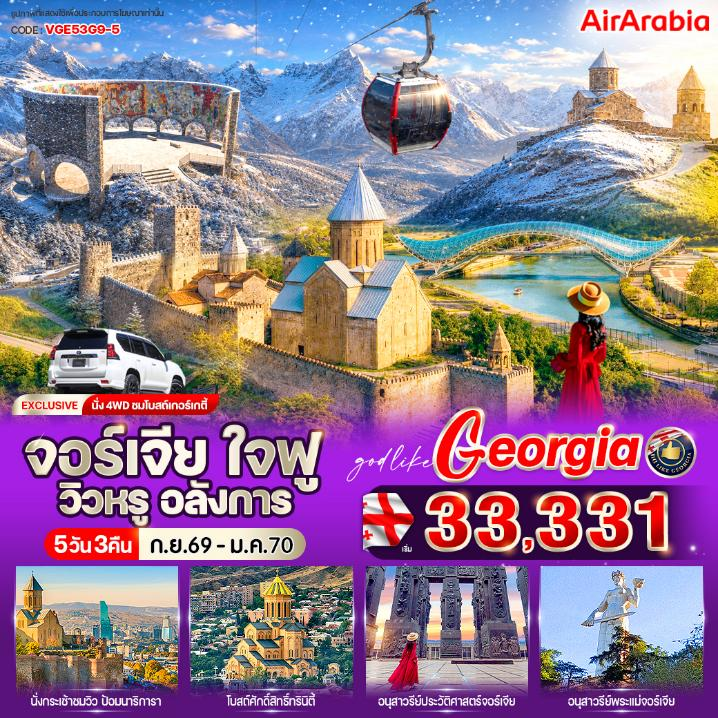 รูปภาพที่แสดงใช้เพื่อประกอบการโฆษณาเท่านั้น
CODE : VGE53G9-5
AirArabia
EXCLUSIVE นั่ง 4WD ชมโบสถ์เกอร์เกตี้
จอร์เจีย ใจฟู
วิวหรู อลังการ
5 วัน 3 คืน ก.ย.69 - ม.ค.70
godlike Georgia
เริ่ม 33,331
นั่งกระเช้าชมวิว ป้อมนาริการา
โบสถ์ศักดิ์สิทธิ์ทรินิตี้
อนุสาวรีย์ประวัติศาสตร์จอร์เจีย
อนุสาวรีย์พระแม่จอร์เจีย